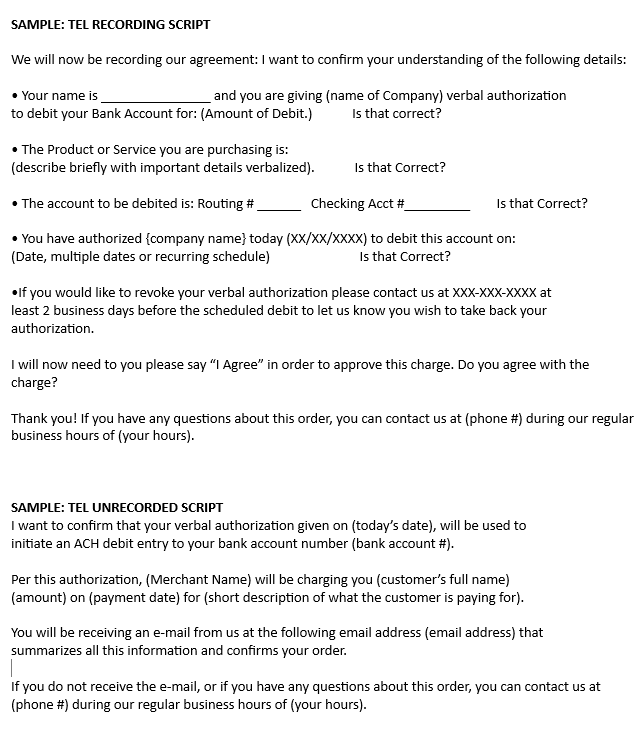 SAMPLE: TEL RECORDING SCRIPT
We will now be recording our agreement: I want to confirm your understanding of the following details:
• Your name is ________________ and you are giving (name of Company) verbal authorization
to debit your Bank Account for: (Amount of Debit.) Is that correct?
• The Product or Service you are purchasing is:
(describe briefly with important details verbalized). Is that Correct?
• The account to be debited is: Routing # ______ Checking Acct #_________ Is that Correct?
• You have authorized {company name} today (XX/XX/XXXX) to debit this account on:
(Date, multiple dates or recurring schedule) Is that Correct?
•If you would like to revoke your verbal authorization please contact us at XXX-XXX-XXXX at
least 2 business days before the scheduled debit to let us know you wish to take back your
authorization.
I will now need to you please say “I Agree” in order to approve this charge. Do you agree with the
charge?
Thank you! If you have any questions about this order, you can contact us at (phone #) during our regular
business hours of (your hours).
SAMPLE: TEL UNRECORDED SCRIPT
I want to confirm that your verbal authorization given on (today’s date), will be used to
initiate an ACH debit entry to your bank account number (bank account #).
Per this authorization, (Merchant Name) will be charging you (customer’s full name)
(amount) on (payment date) for (short description of what the customer is paying for).
You will be receiving an e-mail from us at the following email address (email address) that
summarizes all this information and confirms your order.
If you do not receive the e-mail, or if you have any questions about this order, you can contact us at
(phone #) during our regular business hours of (your hours).